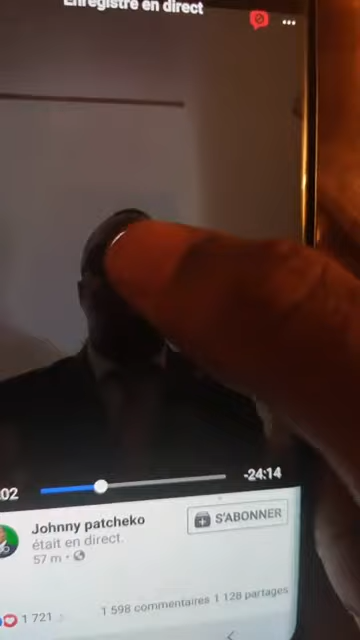 Enregistré en direct
:02
-24:14
Johnny patcheko
était en direct.
57 m
S'ABONNER
1 721
1 598 commentaires 1 128 partages